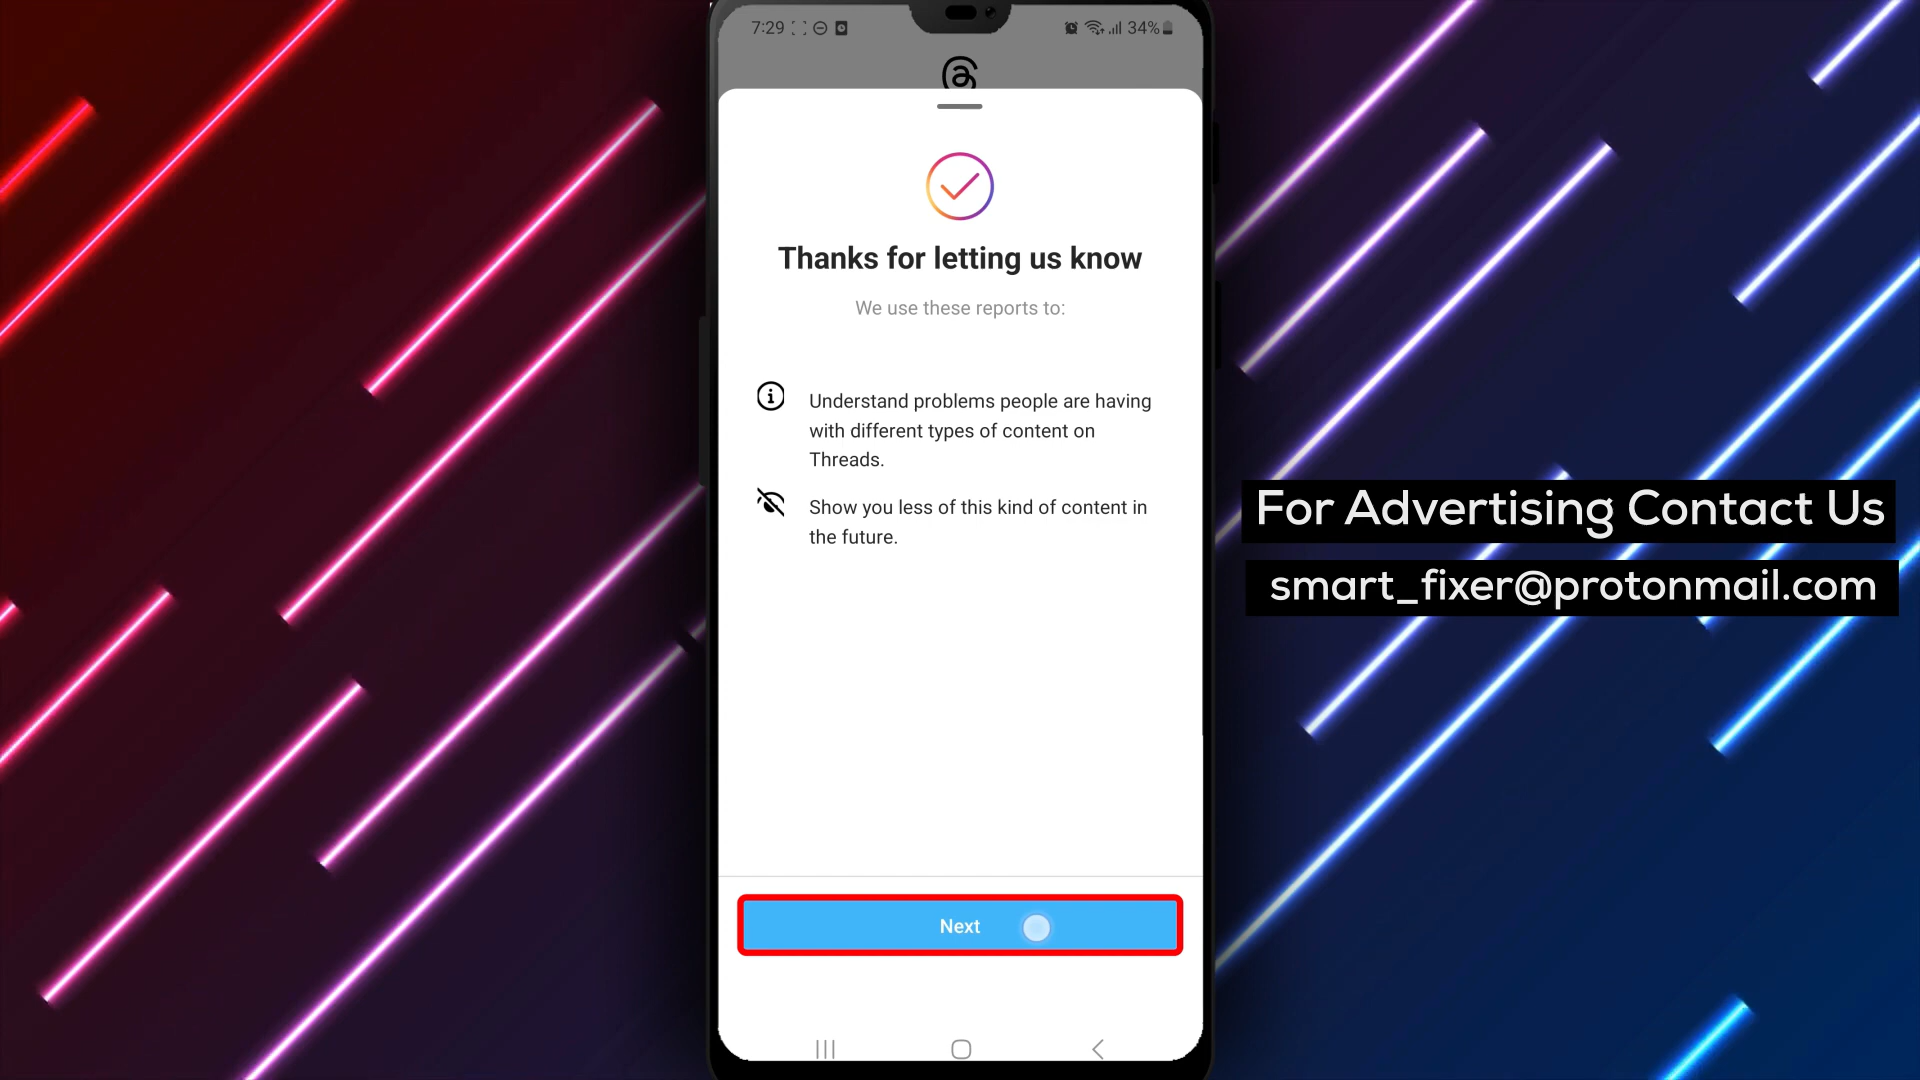 7:29
34%
Thanks for letting us know
We use these reports to:
Understand problems people are having
with different types of content on
Threads.
Show you less of this kind of content in
the future.
Next
For Advertising Contact Us
smart_fixer@protonmail.com